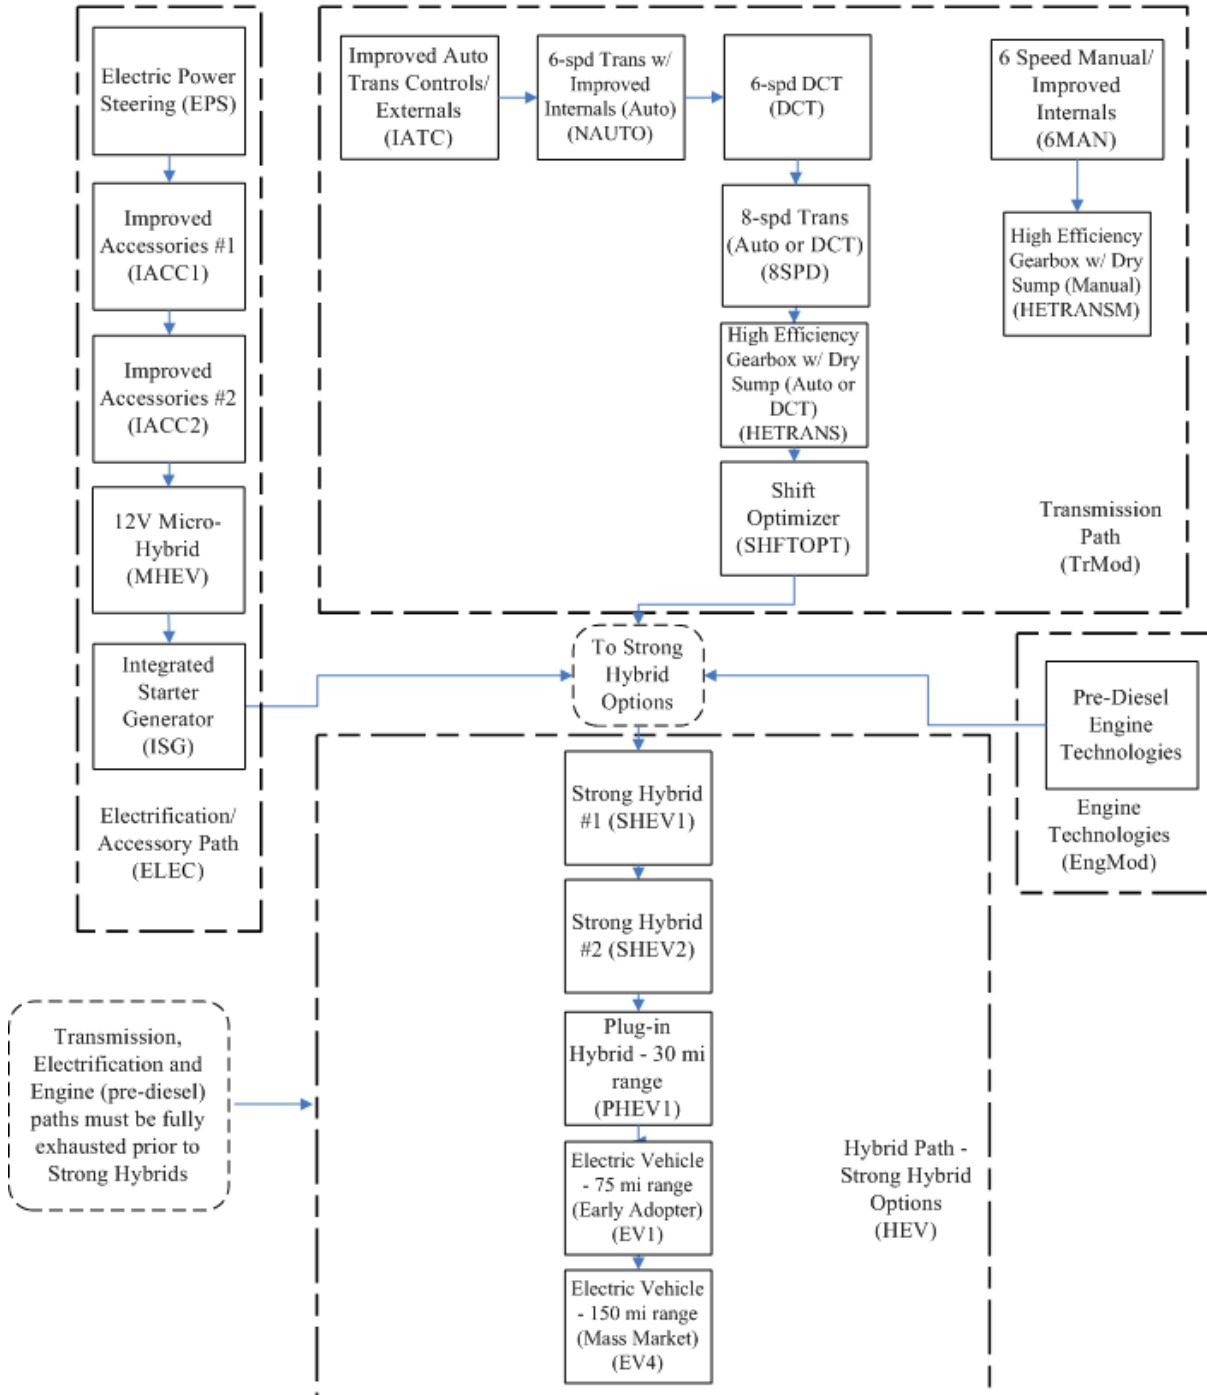 Electric Power
Steering (EPS)
Improved
Accessories #1
(IACC1)
Improved
Accessories #2
(IACC2)
12V Micro-
Hybrid
(MHEV)
Integrated
Starter
Generator
(ISG)
Electrification/
Accessory Path
(ELEC)
Improved Auto
Trans Controls/
Externals
(IATC)
6-spd Trans w/
Improved
Internals (Auto)
(NAUTO)
6-spd DCT
(DCT)
8-spd Trans
(Auto or DCT)
(8SPD)
High Efficiency
Gearbox w/ Dry
Sump (Auto or
DCT)
(HETRANS)
Shift
Optimizer
(SHFTOPT)
6 Speed Manual/
Improved
Internals
(6MAN)
High Efficiency
Gearbox w/ Dry
Sump (Manual)
(HETRANSM)
Transmission
Path
(TrMod)
To Strong
Hybrid
Options
Pre-Diesel
Engine
Technologies
Engine
Technologies
(EngMod)
Strong Hybrid
#1 (SHEV1)
Strong Hybrid
#2 (SHEV2)
Plug-in
Hybrid - 30 mi
range
(PHEV1)
Electric Vehicle
- 75 mi range
(Early Adopter)
(EV1)
Electric Vehicle
- 150 mi range
(Mass Market)
(EV4)
Hybrid Path -
Strong Hybrid
Options
(HEV)
Transmission,
Electrification and
Engine (pre-diesel)
paths must be fully
exhausted prior to
Strong Hybrids